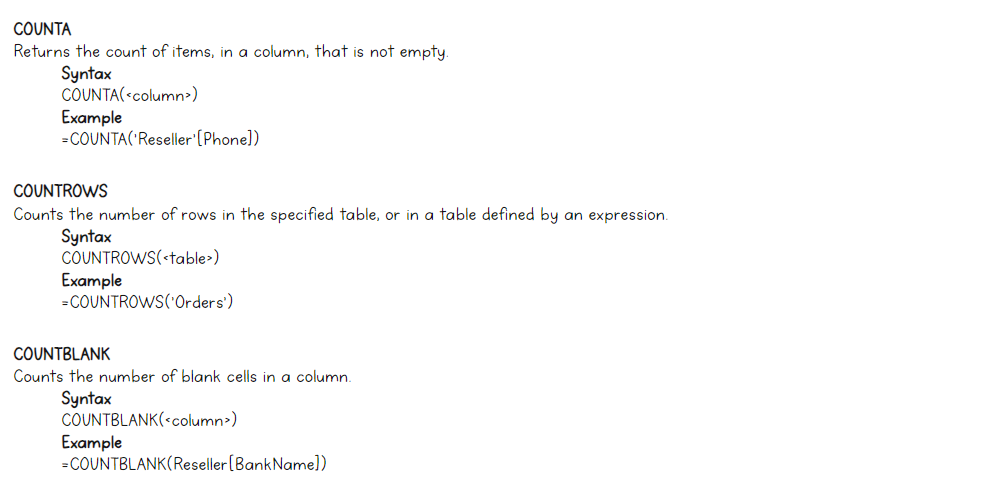 COUNTA
Returns the count of items, in a column, that is not empty.
Syntax
COUNTA(<column>)
Example
=COUNTA('Reseller'[Phone])
COUNTROWS
Counts the number of rows in the specified table, or in a table defined by an expression.
Syntax
COUNTROWS(<table>)
Example
=COUNTROWS('Orders')
COUNTBLANK
Counts the number of blank cells in a column.
Syntax
COUNTBLANK(<column>)
Example
=COUNTBLANK(Reseller[BankName])